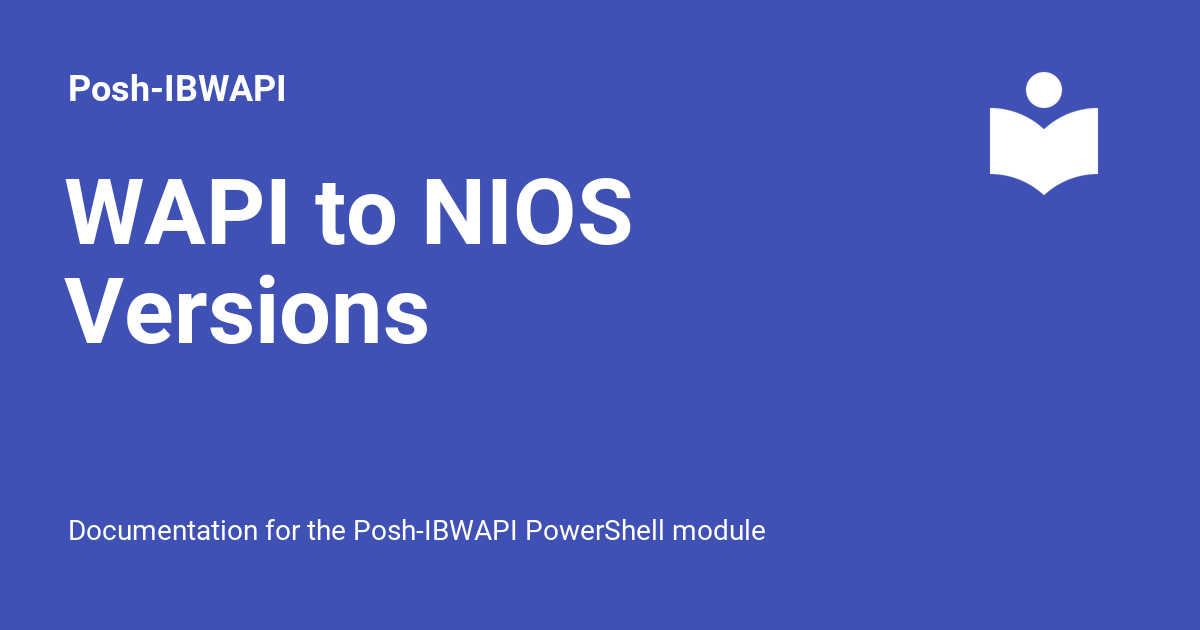 Posh-IBWAPI
WAPI to NIOS
Versions
Documentation for the Posh-IBWAPI PowerShell module